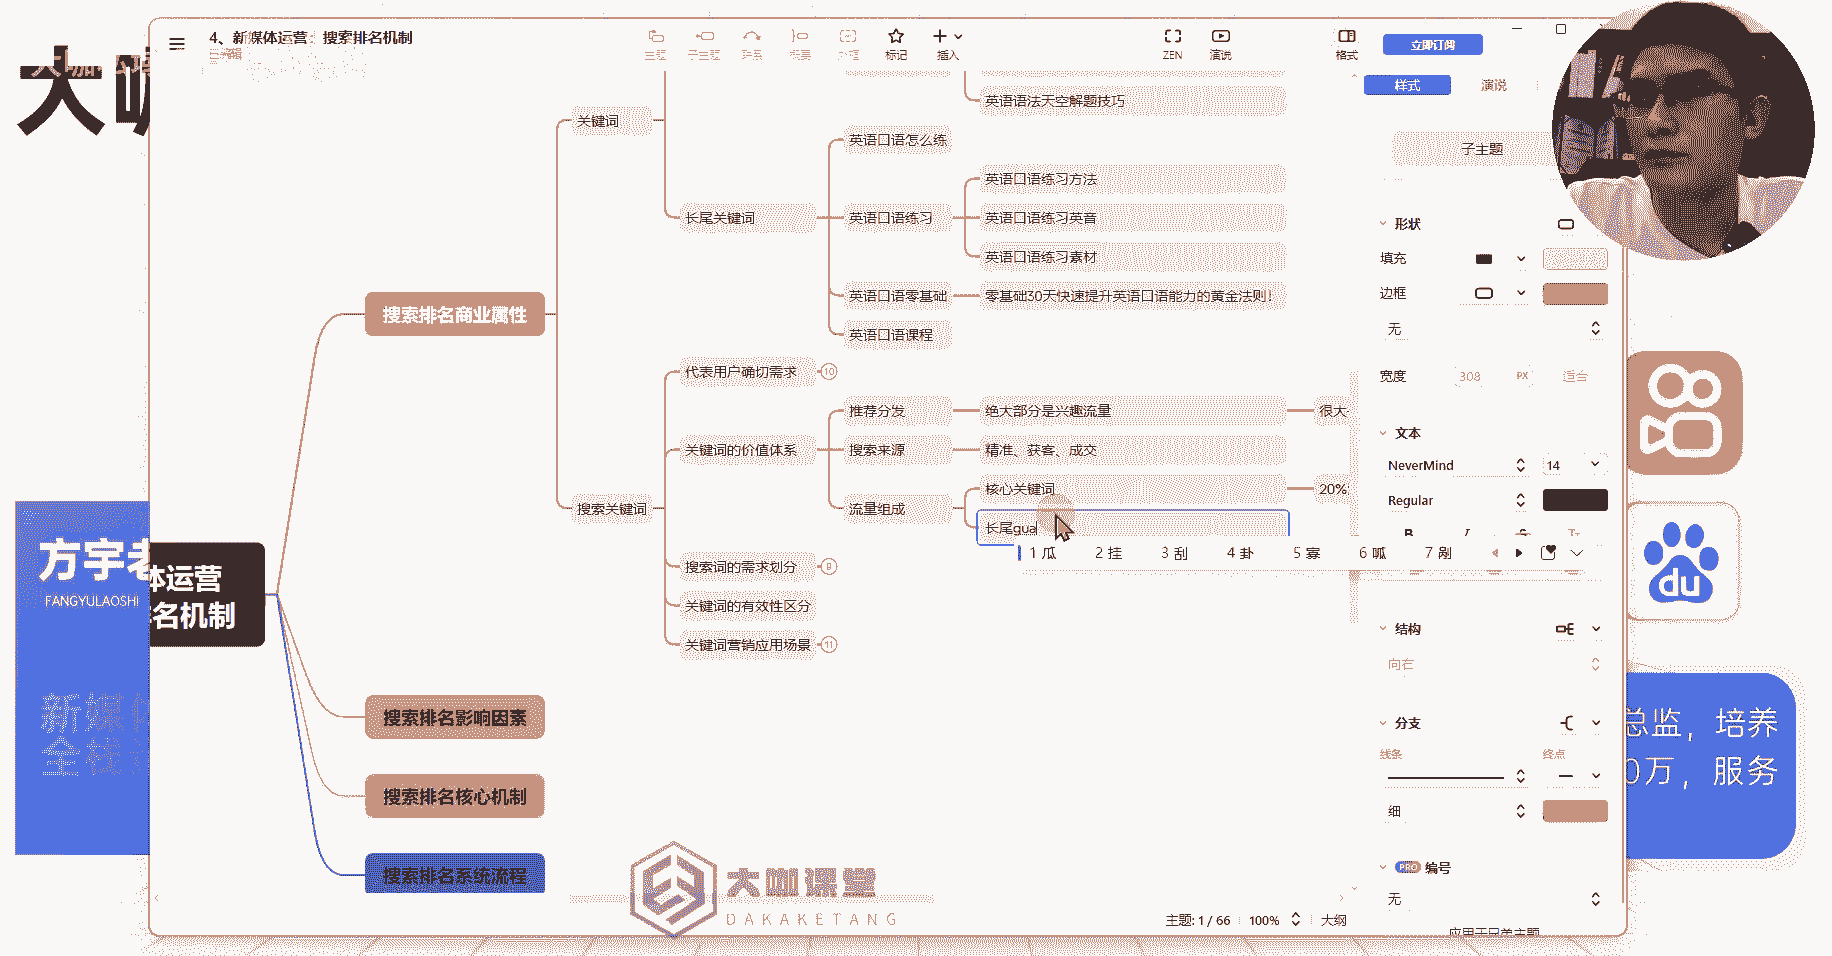 大咖
4、新媒体运营：搜索排名机制
已编辑
主题
子主题
联系
概要
外框
标记
插入
ZEN
演说
格式
立即订阅
样式
演说
子主题
英语语法天空解题技巧
关键词
英语口语怎么练
英语口语练习方法
长尾关键词
英语口语练习
英语口语练习英音
英语口语练习素材
英语口语零基础
零基础30天快速提升英语口语能力的黄金法则！
英语口语课程
搜索排名商业属性
代表用户确切需求
10
推荐分发
绝大部分是兴趣流量
很大
关键词的价值体系
搜索来源
精准、获客、成交
核心关键词
20%
搜索关键词
流量组成
长尾gua
1 瓜 2 挂 3 刮 4 卦 5 寡 6 呱 7 剐
搜索词的需求划分
9
关键词的有效性区分
关键词营销应用场景
11
体运营
名机制
搜索排名影响因素
搜索排名核心机制
搜索排名系统流程
形状
填充
边框
无
宽度
308
PX
适合
文本
NeverMind
14
Regular
B
I
S
Tт
结构
向右
分支
线条
终点
细
PRO 编号
无
应用于兄弟主题
主题: 1 / 66
100%
大纲
大咖课堂
DAKAKETANG
方宇老
FANGYULAOSHI
新媒体
全栈
du
总监，培养
0万，服务